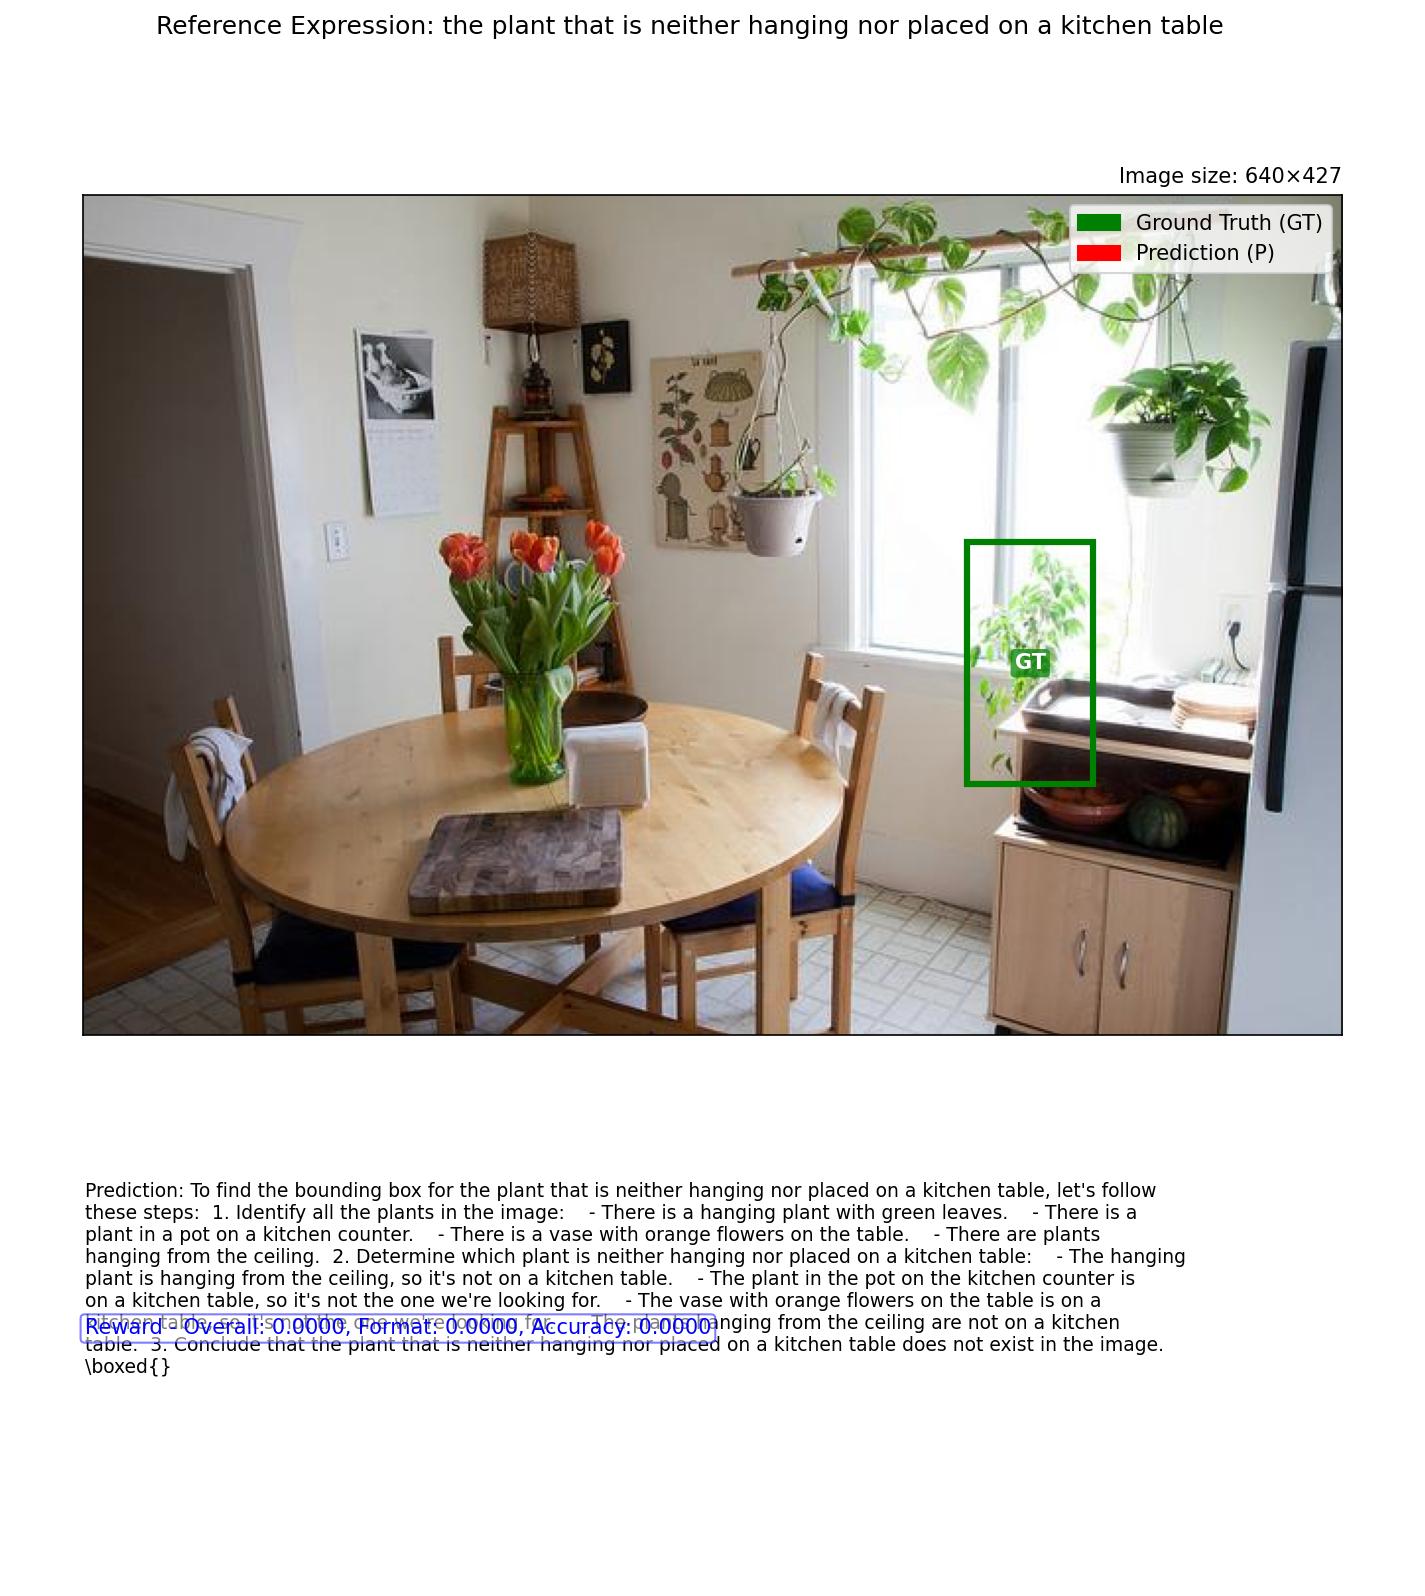 Reference Expression: the plant that is neither hanging nor placed on a kitchen table
Image size: 640×427
Ground Truth (GT)
Prediction (P)
GT
Prediction: To find the bounding box for the plant that is neither hanging nor placed on a kitchen table, let's follow
these steps:  1. Identify all the plants in the image:    - There is a hanging plant with green leaves.    - There is a
plant in a pot on a kitchen counter.    - There is a vase with orange flowers on the table.    - There are plants
hanging from the ceiling.  2. Determine which plant is neither hanging nor placed on a kitchen table:    - The hanging
plant is hanging from the ceiling, so it's not on a kitchen table.    - The plant in the pot on the kitchen counter is
on a kitchen table, so it's not the one we're looking for.    - The vase with orange flowers on the table is on a
kitchen table, so it's not the one we're looking for.    - The plants hanging from the ceiling are not on a kitchen
Reward - Overall: 0.0000, Format: 0.0000, Accuracy: 0.0000
table.  3. Conclude that the plant that is neither hanging nor placed on a kitchen table does not exist in the image.
\boxed{}